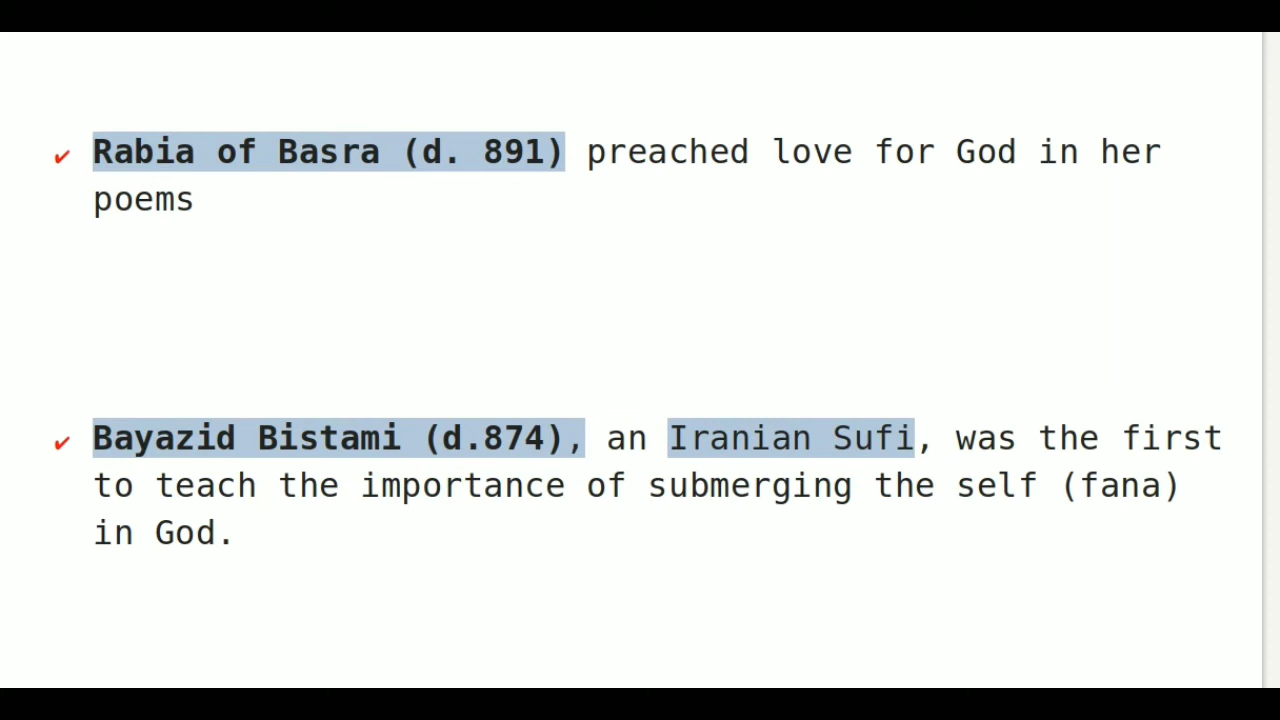 ✔ Rabia of Basra (d. 891) preached love for God in her
poems
✔ Bayazid Bistami (d.874), an Iranian Sufi, was the first
to teach the importance of submerging the self (fana)
in God.